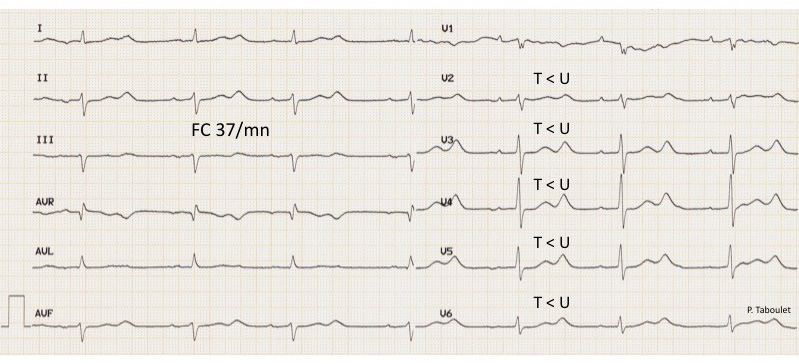 I
V1
II
V2
T < U
FC 37/mn
V3
T < U
III
T < U
AVR
V4
AVL
V5
T < U
AVF
V6
T < U
P. Taboulet